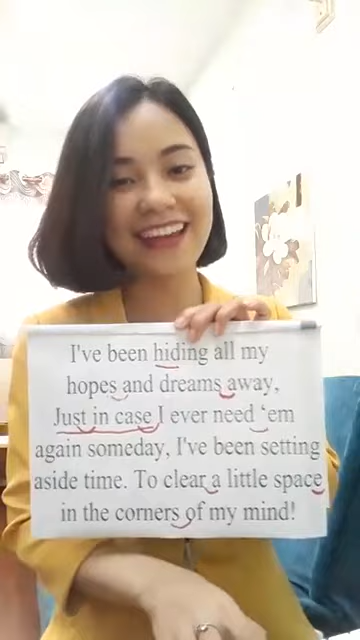 I've been hiding all my
hopes and dreams away,
Just in case I ever need ‘em
again someday, I've been setting
aside time. To clear a little space
in the corners of my mind!